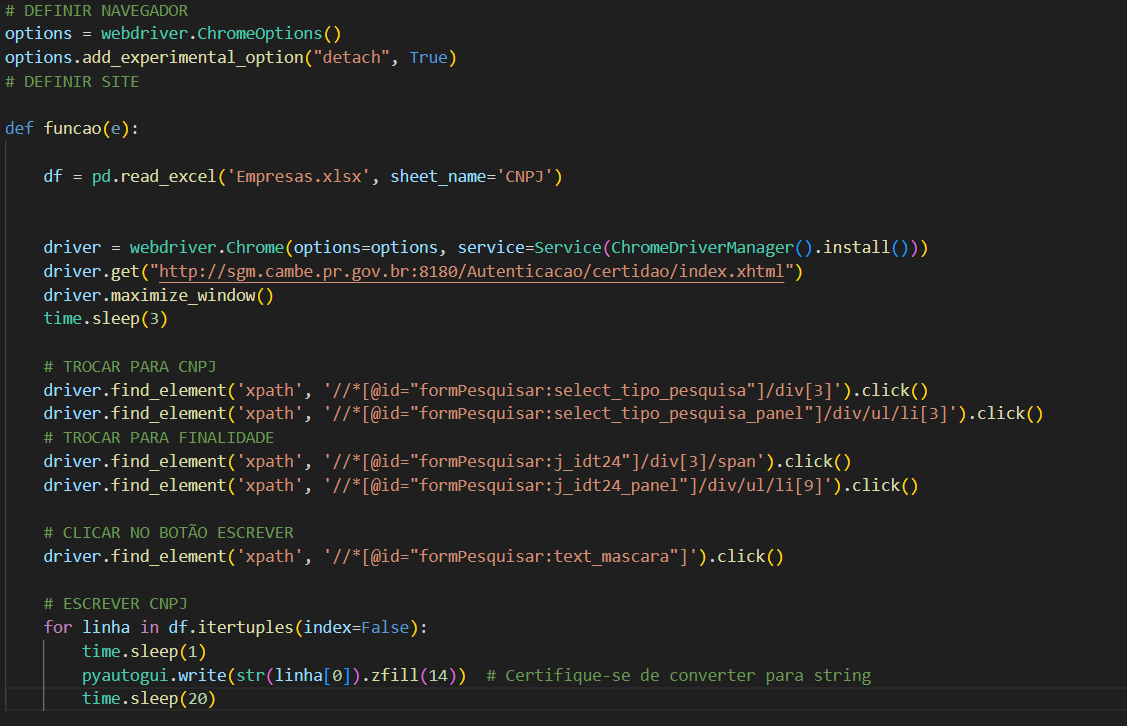 # DEFINIR NAVEGADOR
options = webdriver.ChromeOptions()
options.add_experimental_option("detach", True)
# DEFINIR SITE
def funcao(e):
df = pd.read_excel('Empresas.xlsx', sheet_name='CNPJ')
driver = webdriver.Chrome(options=options, service=Service(ChromeDriverManager().install()))
driver.get("http://sgm.cambe.pr.gov.br:8180/Autenticacao/certidao/index.xhtml")
driver.maximize_window()
time.sleep(3)
# TROCAR PARA CNPJ
driver.find_element('xpath', '//*[@id="formPesquisar:select_tipo_pesquisa"]/div[3]').click()
driver.find_element('xpath', '//*[@id="formPesquisar:select_tipo_pesquisa_panel"]/div/ul/li[3]').click()
# TROCAR PARA FINALIDADE
driver.find_element('xpath', '//*[@id="formPesquisar:j_idt24"]/div[3]/span').click()
driver.find_element('xpath', '//*[@id="formPesquisar:j_idt24_panel"]/div/ul/li[9]').click()
# CLICAR NO BOTÃO ESCREVER
driver.find_element('xpath', '//*[@id="formPesquisar:text_mascara"]').click()
# ESCREVER CNPJ
for linha in df.itertuples(index=False):
time.sleep(1)
pyautogui.write(str(linha[0]).zfill(14))  # Certifique-se de converter para string
time.sleep(20)